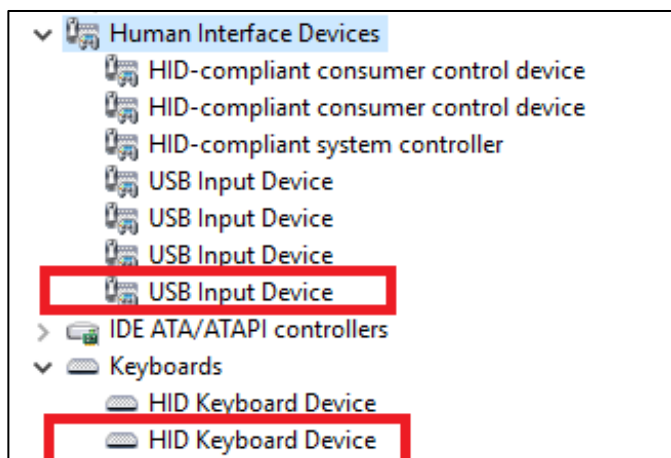 Human Interface Devices
HID-compliant consumer control device
HID-compliant consumer control device
HID-compliant system controller
USB Input Device
USB Input Device
USB Input Device
USB Input Device
IDE ATA/ATAPI controllers
Keyboards
HID Keyboard Device
HID Keyboard Device